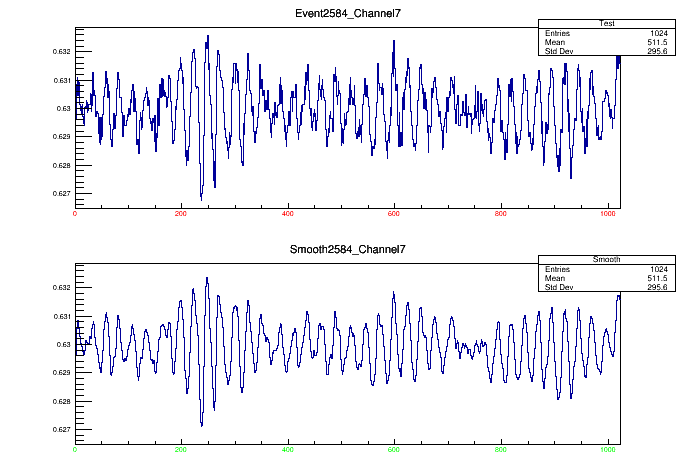 Event2584_Channel7
Test
Entries 1024
Mean 511.5
Std Dev 295.6
0.632
0.631
0.63
0.629
0.628
0.627
0 200 400 600 800 1000
Smooth2584_Channel7
Smooth
Entries 1024
Mean 511.5
Std Dev 295.6
0.632
0.631
0.63
0.629
0.628
0.627
0 200 400 600 800 1000